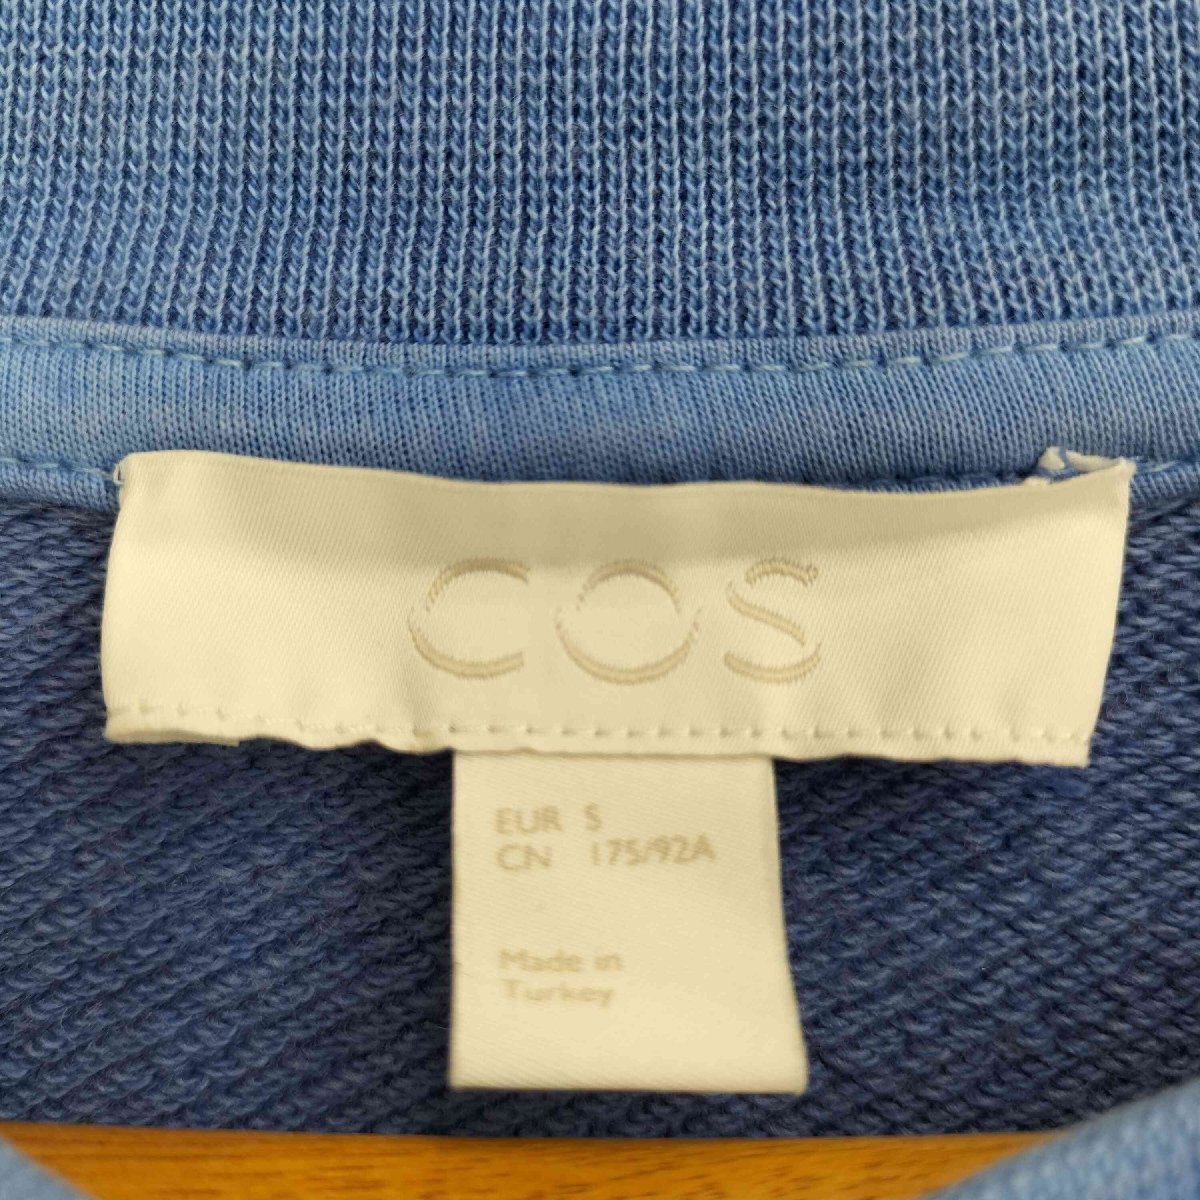 COS
EUR S
CN 175/92A
Made in
Turkey